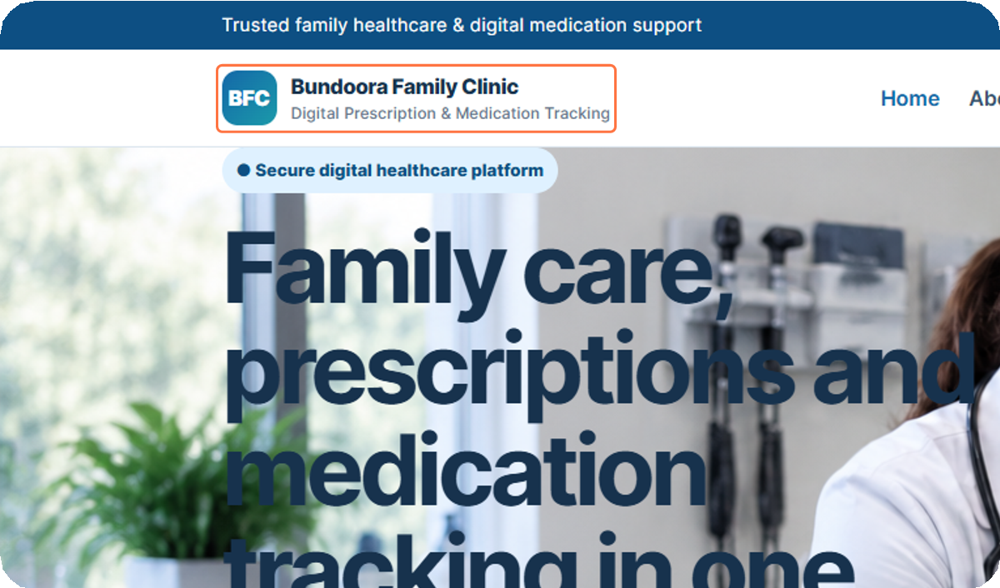 Trusted family healthcare & digital medication support
BFC
Bundoora Family Clinic
Digital Prescription & Medication Tracking
Home
Secure digital healthcare platform
Family care,
prescriptions and
medication
tracking in one